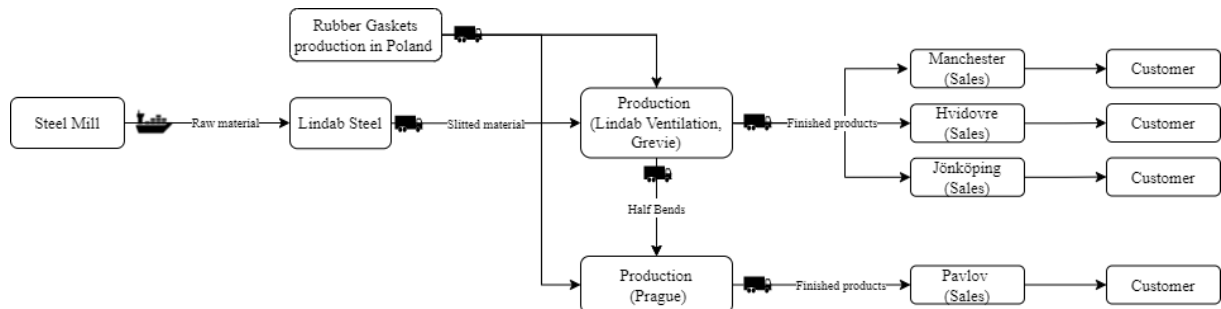 Rubber Gaskets
production in Poland
Steel Mill
Raw material
Lindab Steel
Slitted material
Production
(Lindab Ventilation,
Grevie)
Finished products
Manchester
(Sales)
Customer
Hvidovre
(Sales)
Customer
Jönköping
(Sales)
Customer
Half Bends
Production
(Prague)
Finished products
Pavlov
(Sales)
Customer